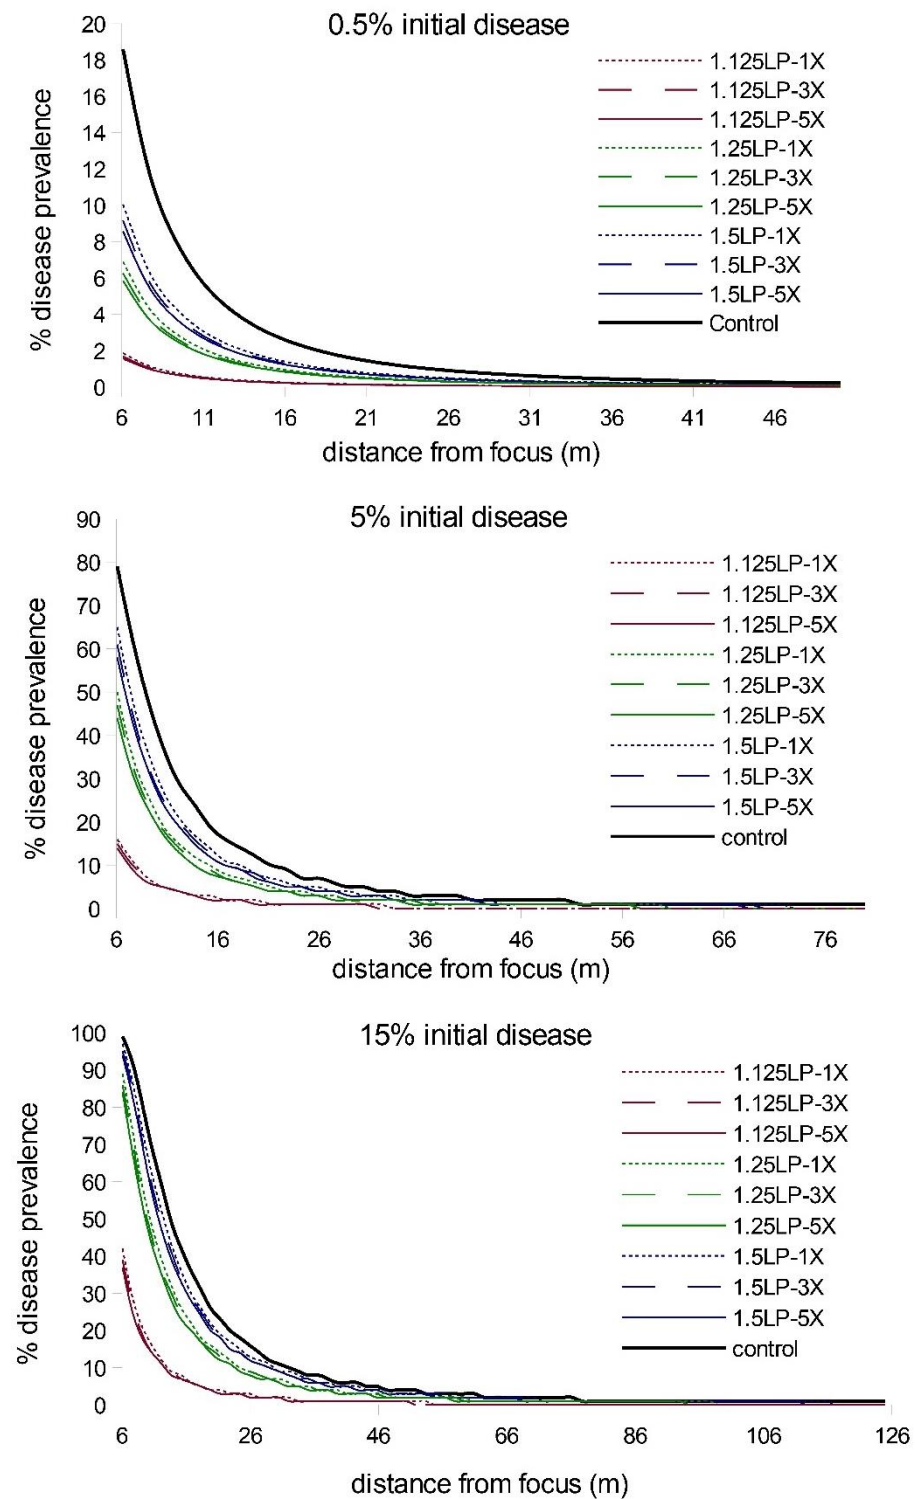 0.5% initial disease
% disease prevalence
20
18
16
14
12
10
8
6
4
2
0
1.125LP-1X
1.125LP-3X
1.125LP-5X
1.25LP-1X
1.25LP-3X
1.25LP-5X
1.5LP-1X
1.5LP-3X
1.5LP-5X
Control
6 11 16 21 26 31 36 41 46
distance from focus (m)
5% initial disease
% disease prevalence
90
80
70
60
50
40
30
20
10
0
1.125LP-1X
1.125LP-3X
1.125LP-5X
1.25LP-1X
1.25LP-3X
1.25LP-5X
1.5LP-1X
1.5LP-3X
1.5LP-5X
control
6 16 26 36 46 56 66 76
distance from focus (m)
15% initial disease
% disease prevalence
100
90
80
70
60
50
40
30
20
10
0
1.125LP-1X
1.125LP-3X
1.125LP-5X
1.25LP-1X
1.25LP-3X
1.25LP-5X
1.5LP-1X
1.5LP-3X
1.5LP-5X
control
6 26 46 66 86 106 126
distance from focus (m)